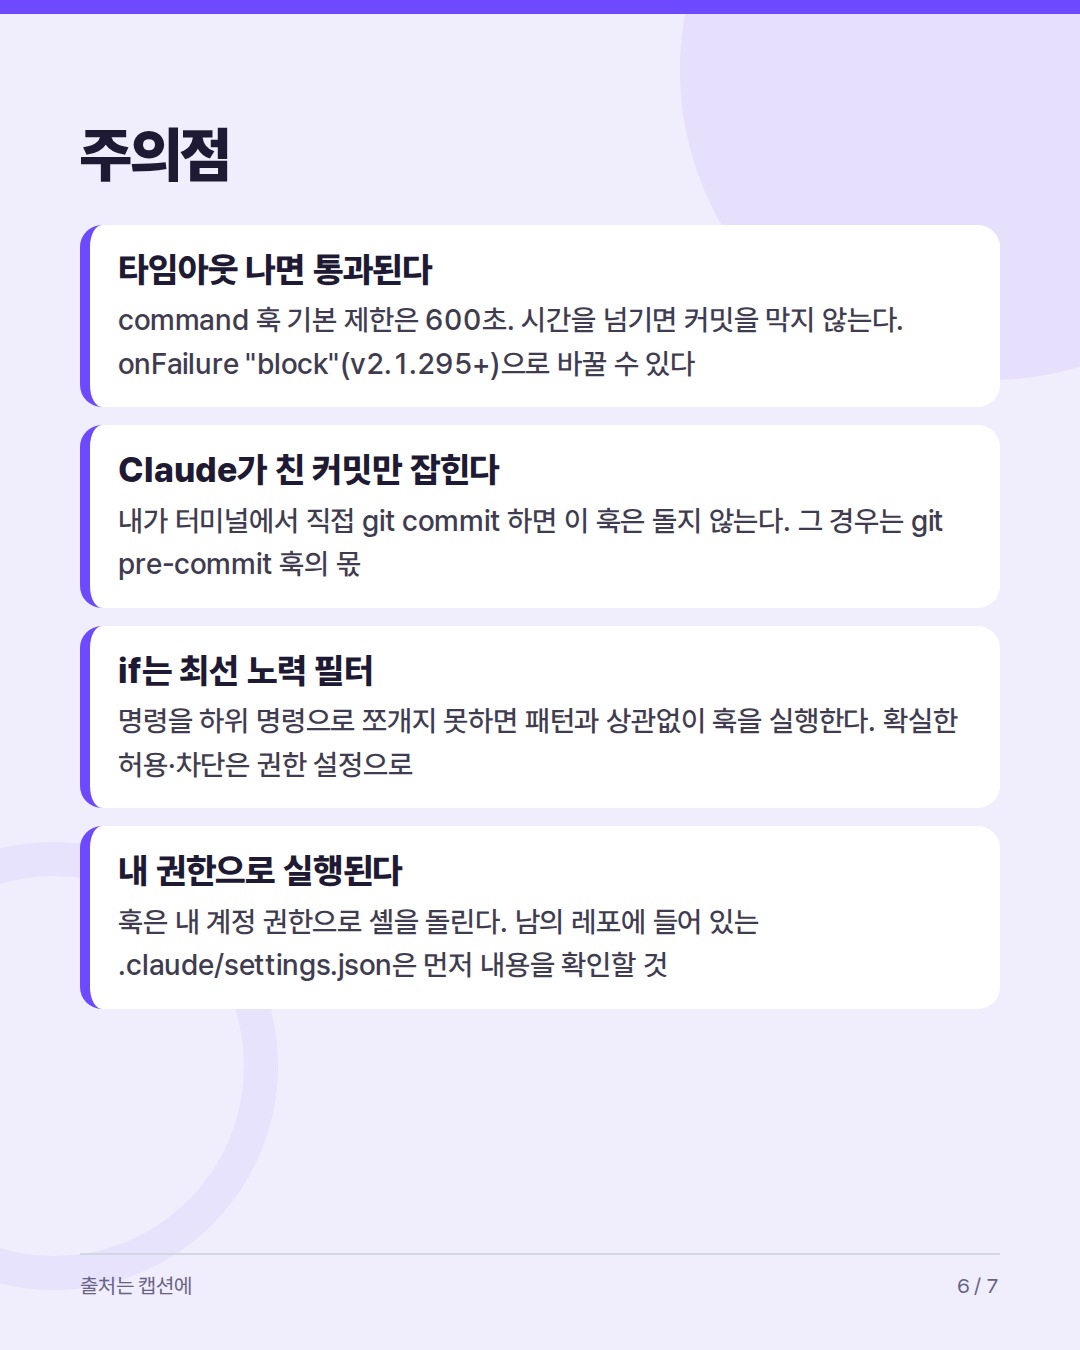 주의점
타임아웃 나면 통과된다
command 훅 기본 제한은 600초. 시간을 넘기면 커밋을 막지 않는다.
onFailure "block"(v2.1.295+)으로 바꿀 수 있다
Claude가 친 커밋만 잡힌다
내가 터미널에서 직접 git commit 하면 이 훅은 돌지 않는다. 그 경우는 git
pre-commit 훅의 몫
if는 최선 노력 필터
명령을 하위 명령으로 쪼개지 못하면 패턴과 상관없이 훅을 실행한다. 확실한
허용·차단은 권한 설정으로
내 권한으로 실행된다
훅은 내 계정 권한으로 셸을 돌린다. 남의 레포에 들어 있는
.claude/settings.json은 먼저 내용을 확인할 것
출처는 캡션에
6 / 7